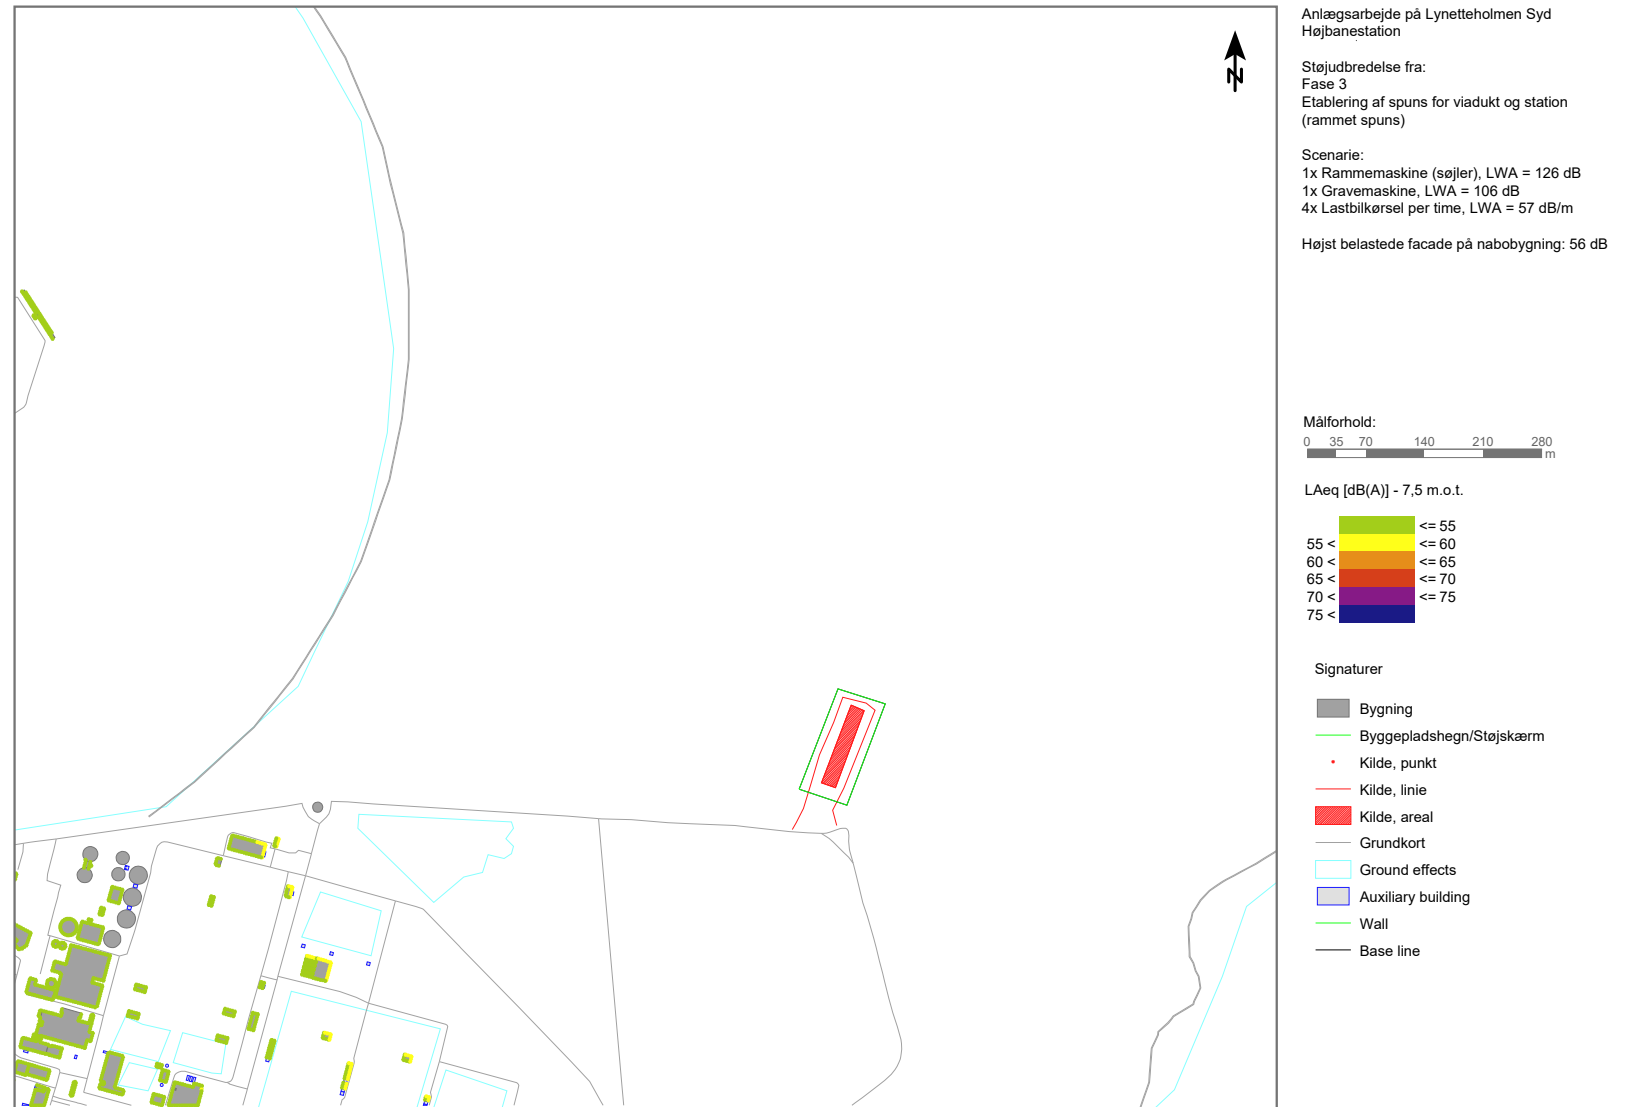 N
Anlægsarbejde på Lynetteholmen Syd
Højbanestation
Støjudbredelse fra:
Fase 3
Etablering af spuns for viadukt og station
(rammet spuns)
Scenarie:
1x Rammemaskine (søjler), LWA = 126 dB
1x Gravemaskine, LWA = 106 dB
4x Lastbilkørsel per time, LWA = 57 dB/m
Højst belastede facade på nabobygning: 56 dB
Målforhold:
0 35 70 140 210 280
m
LAeq [dB(A)] - 7,5 m.o.t.
<= 55
55 < <= 60
60 < <= 65
65 < <= 70
70 < <= 75
75 <
Signaturer
Bygning
Byggepladshegn/Støjskærm
Kilde, punkt
Kilde, linie
Kilde, areal
Grundkort
Ground effects
Auxiliary building
Wall
Base line